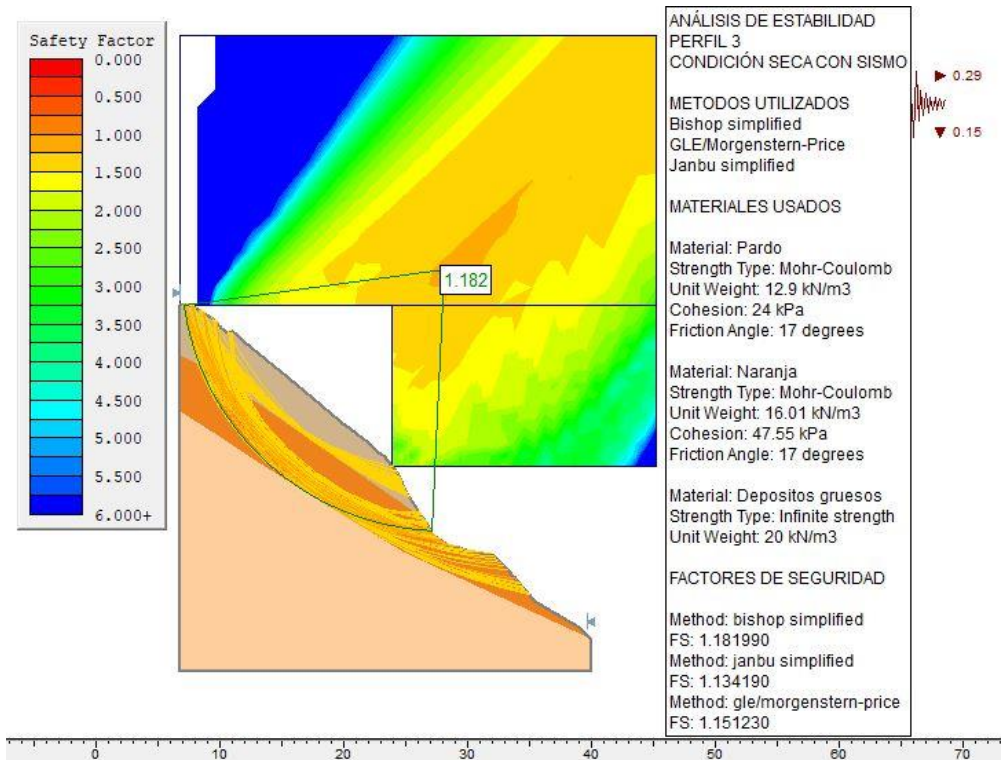 Safety Factor
0.000
0.500
1.000
1.500
2.000
2.500
3.000
3.500
4.000
4.500
5.000
5.500
6.000+
1.182
ANÁLISIS DE ESTABILIDAD
PERFIL 3
CONDICIÓN SECA CON SISMO
METODOS UTILIZADOS
Bishop simplified
GLE/Morgenstern-Price
Janbu simplified
MATERIALES USADOS
Material: Pardo
Strength Type: Mohr-Coulomb
Unit Weight: 12.9 kN/m3
Cohesion: 24 kPa
Friction Angle: 17 degrees
Material: Naranja
Strength Type: Mohr-Coulomb
Unit Weight: 16.01 kN/m3
Cohesion: 47.55 kPa
Friction Angle: 17 degrees
Material: Depositos gruesos
Strength Type: Infinite strength
Unit Weight: 20 kN/m3
FACTORES DE SEGURIDAD
Method: bishop simplified
FS: 1.181990
Method: janbu simplified
FS: 1.134190
Method: gle/morgenstern-price
FS: 1.151230
0.29
0.15
0 10 20 30 40 50 60 70